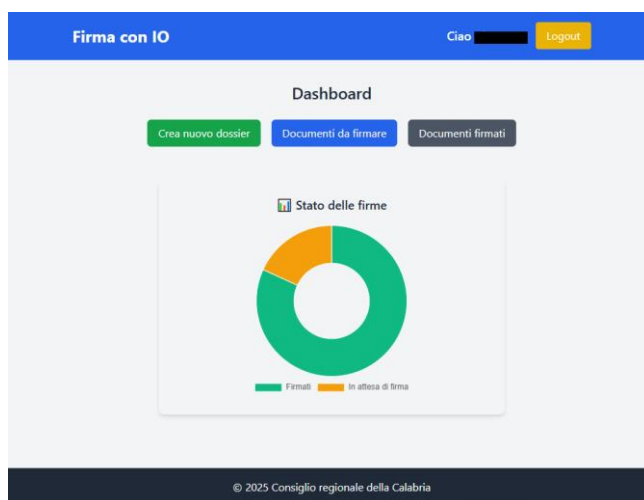 Firma con IO
Ciao
Logout
Dashboard
Crea nuovo dossier
Documenti da firmare
Documenti firmati
Stato delle firme
Firmati
In attesa di firma
© 2025 Consiglio regionale della Calabria